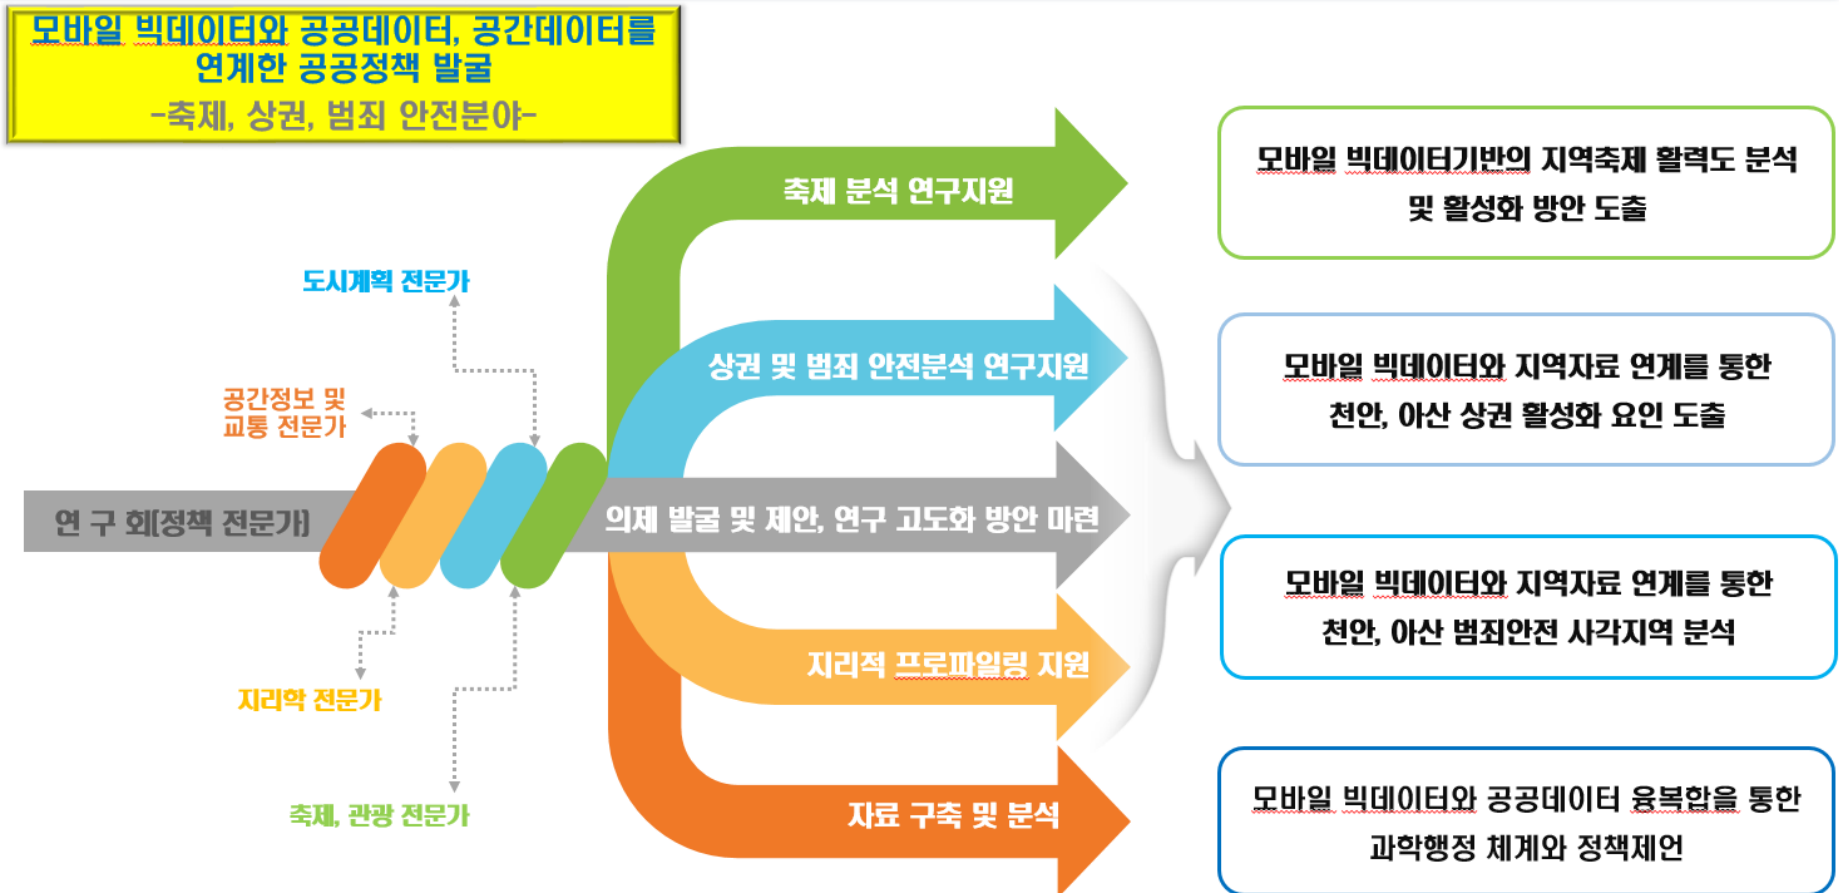 모바일 빅데이터와 공공데이터, 공간데이터를
연계한 공공정책 발굴
-축제, 상권, 범죄 안전분야-
도시계획 전문가
공간정보 및
교통 전문가
연 구 회(정책 전문가)
지리학 전문가
축제, 관광 전문가
축제 분석 연구지원
상권 및 범죄 안전분석 연구지원
의제 발굴 및 제안, 연구 고도화 방안 마련
지리적 프로파일링 지원
자료 구축 및 분석
모바일 빅데이터기반의 지역축제 활력도 분석
및 활성화 방안 도출
모바일 빅데이터와 지역자료 연계를 통한
천안, 아산 상권 활성화 요인 도출
모바일 빅데이터와 지역자료 연계를 통한
천안, 아산 범죄안전 사각지역 분석
모바일 빅데이터와 공공데이터 융복합을 통한
과학행정 체계와 정책제언